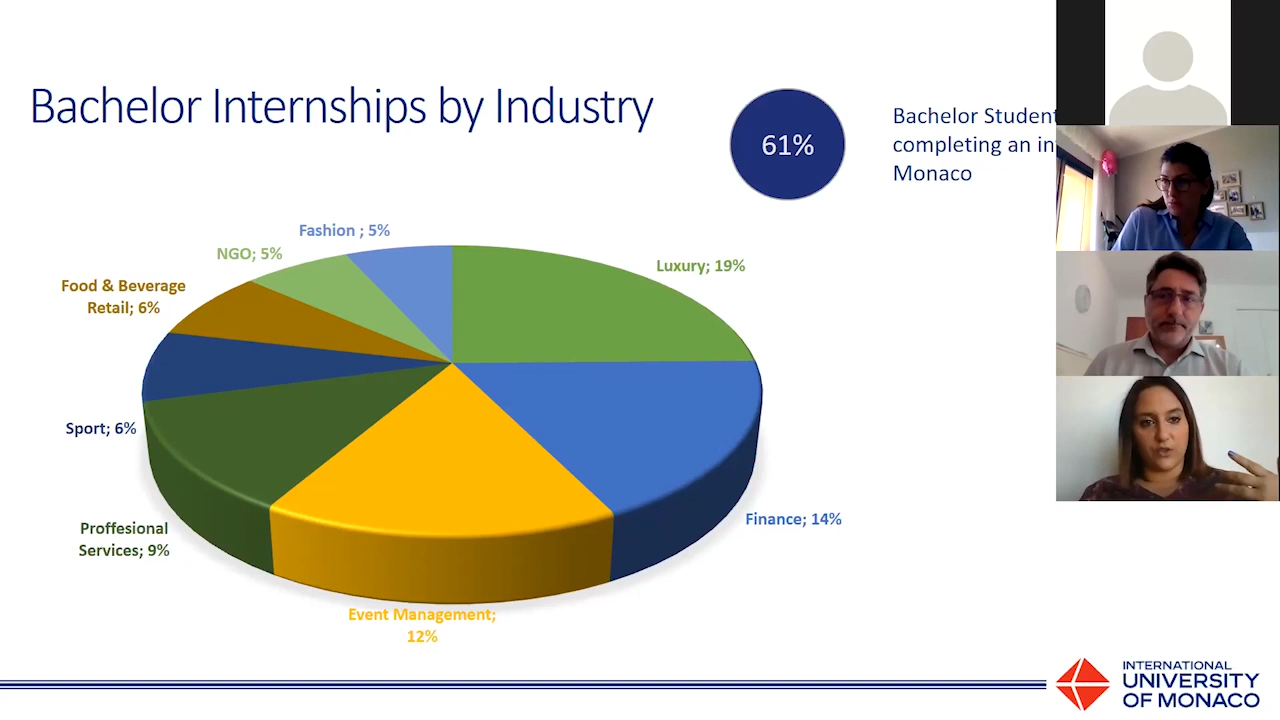 Bachelor Internships by Industry
61%
Bachelor Student
completing an in
Monaco
Fashion ; 5%
NGO; 5%
Luxury; 19%
Food & Beverage
Retail; 6%
Sport; 6%
Finance; 14%
Proffesional
Services; 9%
Event Management;
12%
INTERNATIONAL
UNIVERSITY
OF MONACO